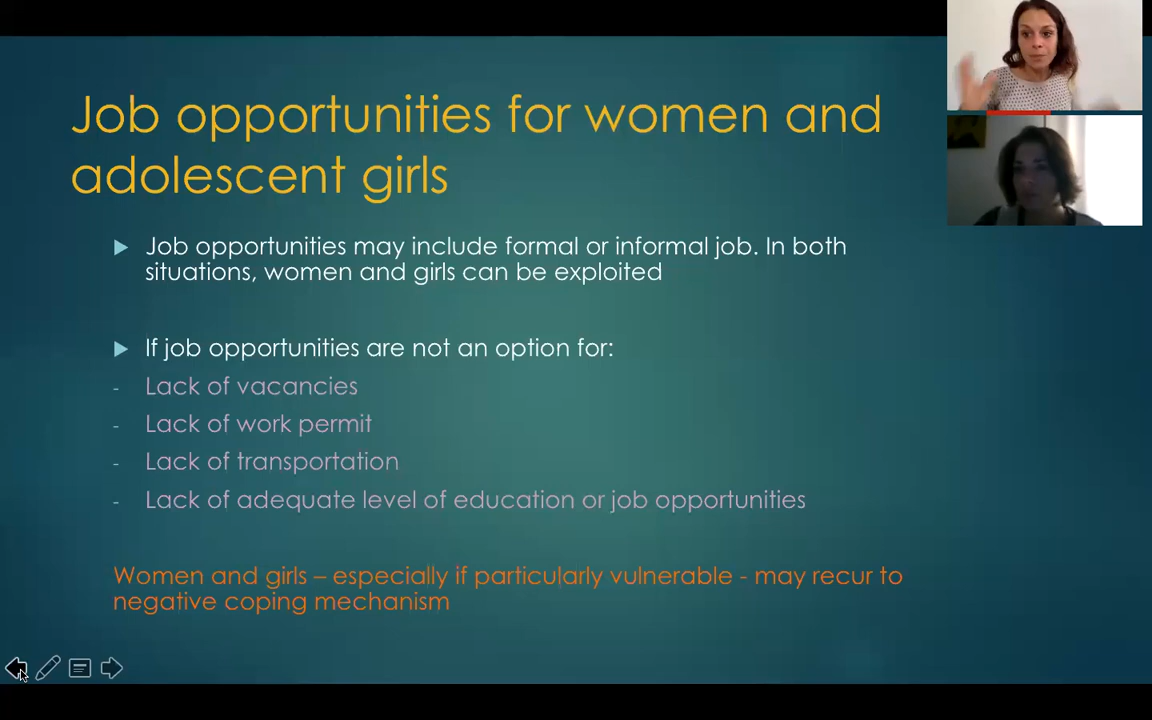 Job opportunities for women and
adolescent girls
Job opportunities may include formal or informal job. In both
situations, women and girls can be exploited
If job opportunities are not an option for:
- Lack of vacancies
- Lack of work permit
- Lack of transportation
- Lack of adequate level of education or job opportunities
Women and girls – especially if particularly vulnerable - may recur to
negative coping mechanism